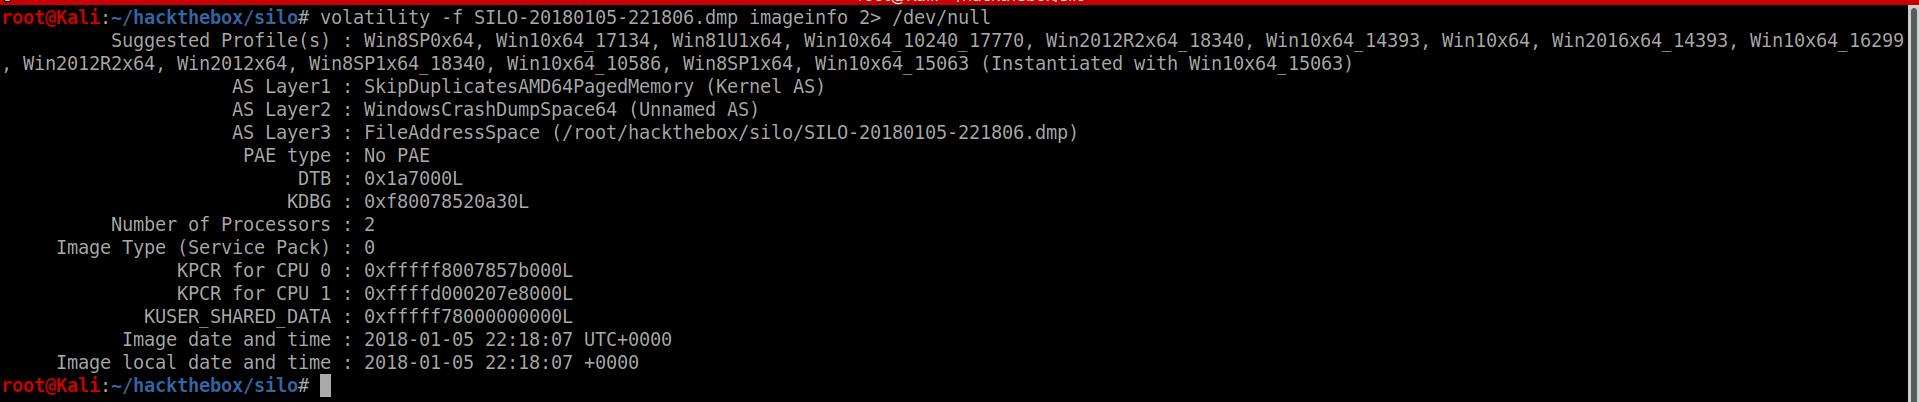 root@Kali:~/hackthebox/silo# volatility -f SILO-20180105-221806.dmp imageinfo 2> /dev/null
Suggested Profile(s) : Win8SP0x64, Win10x64_17134, Win81U1x64, Win10x64_10240_17770, Win2012R2x64_18340, Win10x64_14393, Win10x64, Win2016x64_14393, Win10x64_16299
, Win2012R2x64, Win2012x64, Win8SP1x64_18340, Win10x64_10586, Win8SP1x64, Win10x64_15063 (Instantiated with Win10x64_15063)
AS Layer1 : SkipDuplicatesAMD64PagedMemory (Kernel AS)
AS Layer2 : WindowsCrashDumpSpace64 (Unnamed AS)
AS Layer3 : FileAddressSpace (/root/hackthebox/silo/SILO-20180105-221806.dmp)
PAE type : No PAE
DTB : 0x1a7000L
KDBG : 0xf80078520a30L
Number of Processors : 2
Image Type (Service Pack) : 0
KPCR for CPU 0 : 0xfffff8007857b000L
KPCR for CPU 1 : 0xffffd000207e8000L
KUSER_SHARED_DATA : 0xfffff78000000000L
Image date and time : 2018-01-05 22:18:07 UTC+0000
Image local date and time : 2018-01-05 22:18:07 +0000
root@Kali:~/hackthebox/silo#